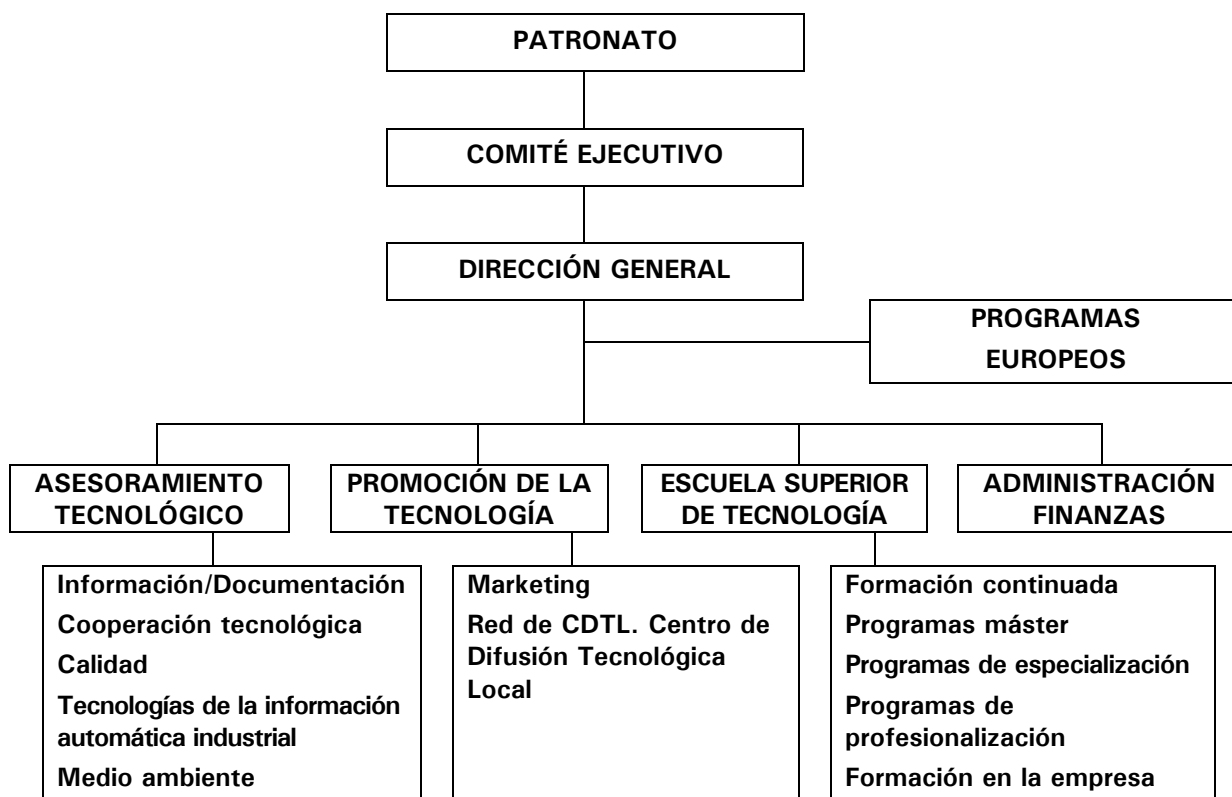 PATRONATO
COMITÉ EJECUTIVO
DIRECCIÓN GENERAL
PROGRAMAS
EUROPEOS
ASESORAMIENTO
TECNOLÓGICO
PROMOCIÓN DE LA
TECNOLOGÍA
ESCUELA SUPERIOR
DE TECNOLOGÍA
ADMINISTRACIÓN
FINANZAS
Información/Documentación
Cooperación tecnológica
Calidad
Tecnologías de la información
automática industrial
Medio ambiente
Marketing
Red de CDTL. Centro de
Difusión Tecnológica
Local
Formación continuada
Programas máster
Programas de especialización
Programas de
profesionalización
Formación en la empresa